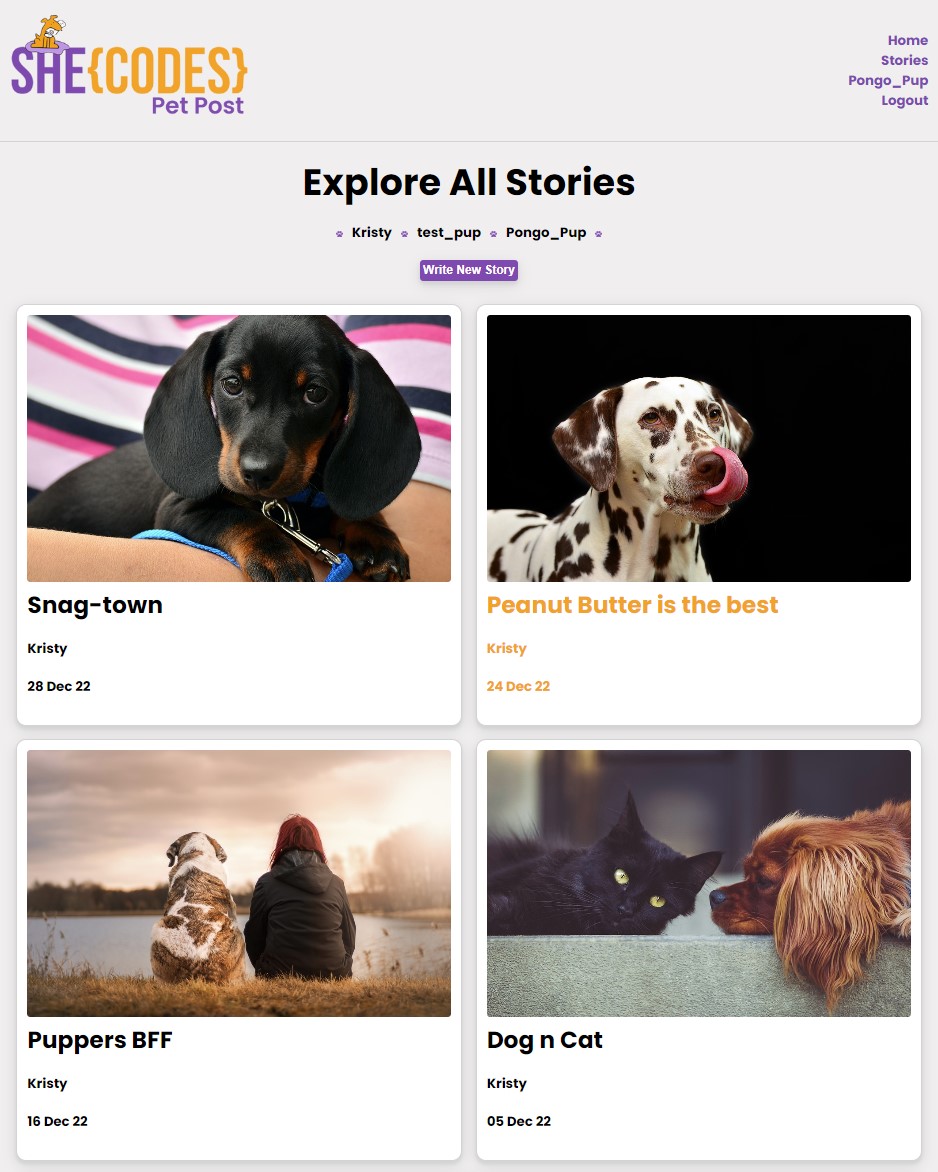 SHE{CODES}
Pet Post
Home
Stories
Pongo_Pup
Logout
Explore All Stories
Kristy test_pup Pongo_Pup
Write New Story
Snag-town
Kristy
28 Dec 22
Peanut Butter is the best
Kristy
24 Dec 22
Puppers BFF
Kristy
16 Dec 22
Dog n Cat
Kristy
05 Dec 22